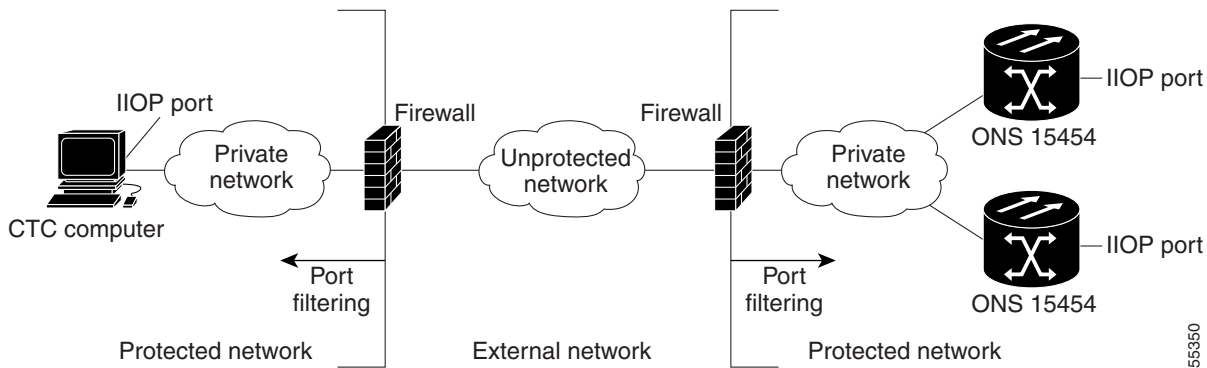 IIOP port
Private
network
CTC computer
Firewall
Unprotected
network
Firewall
Private
network
IIOP port
ONS 15454
IIOP port
ONS 15454
Port
filtering
Port
filtering
Protected network
External network
Protected network
55350